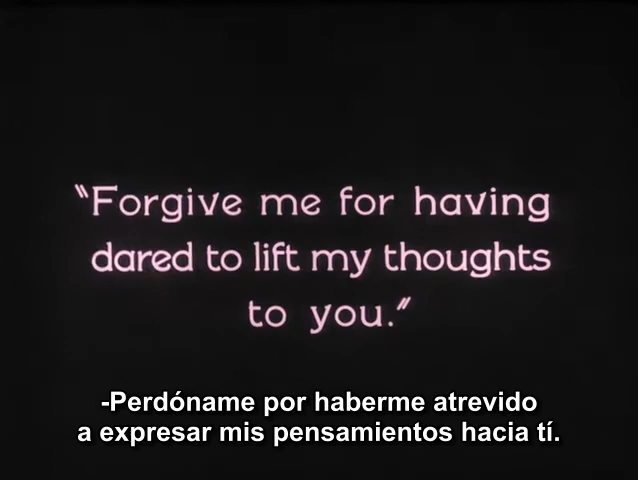 “Forgive me for having
dared to lift my thoughts
to you.”
-Perdóname por haberme atrevido
a expresar mis pensamientos hacia tí.